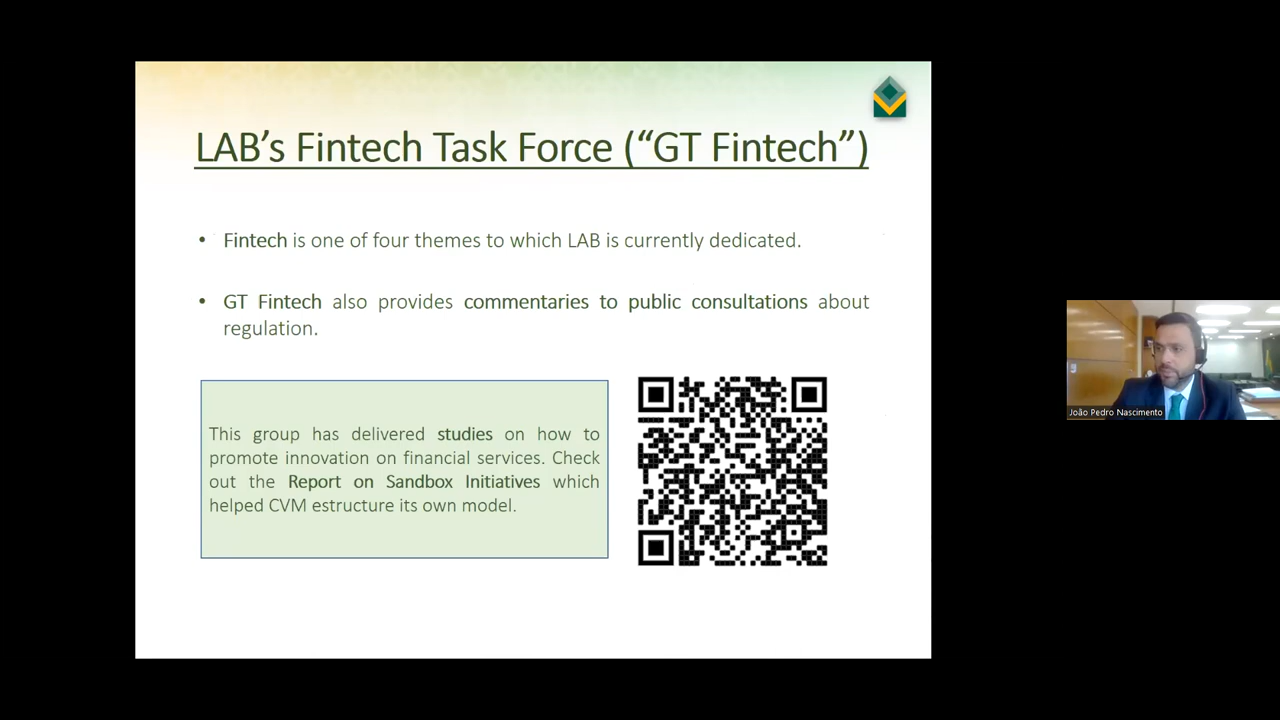 LAB's Fintech Task Force (“GT Fintech”)
• Fintech is one of four themes to which LAB is currently dedicated.
• GT Fintech also provides commentaries to public consultations about
regulation.
This group has delivered studies on how to
promote innovation on financial services. Check
out the Report on Sandbox Initiatives which
helped CVM estructure its own model.
João Pedro Nascimento